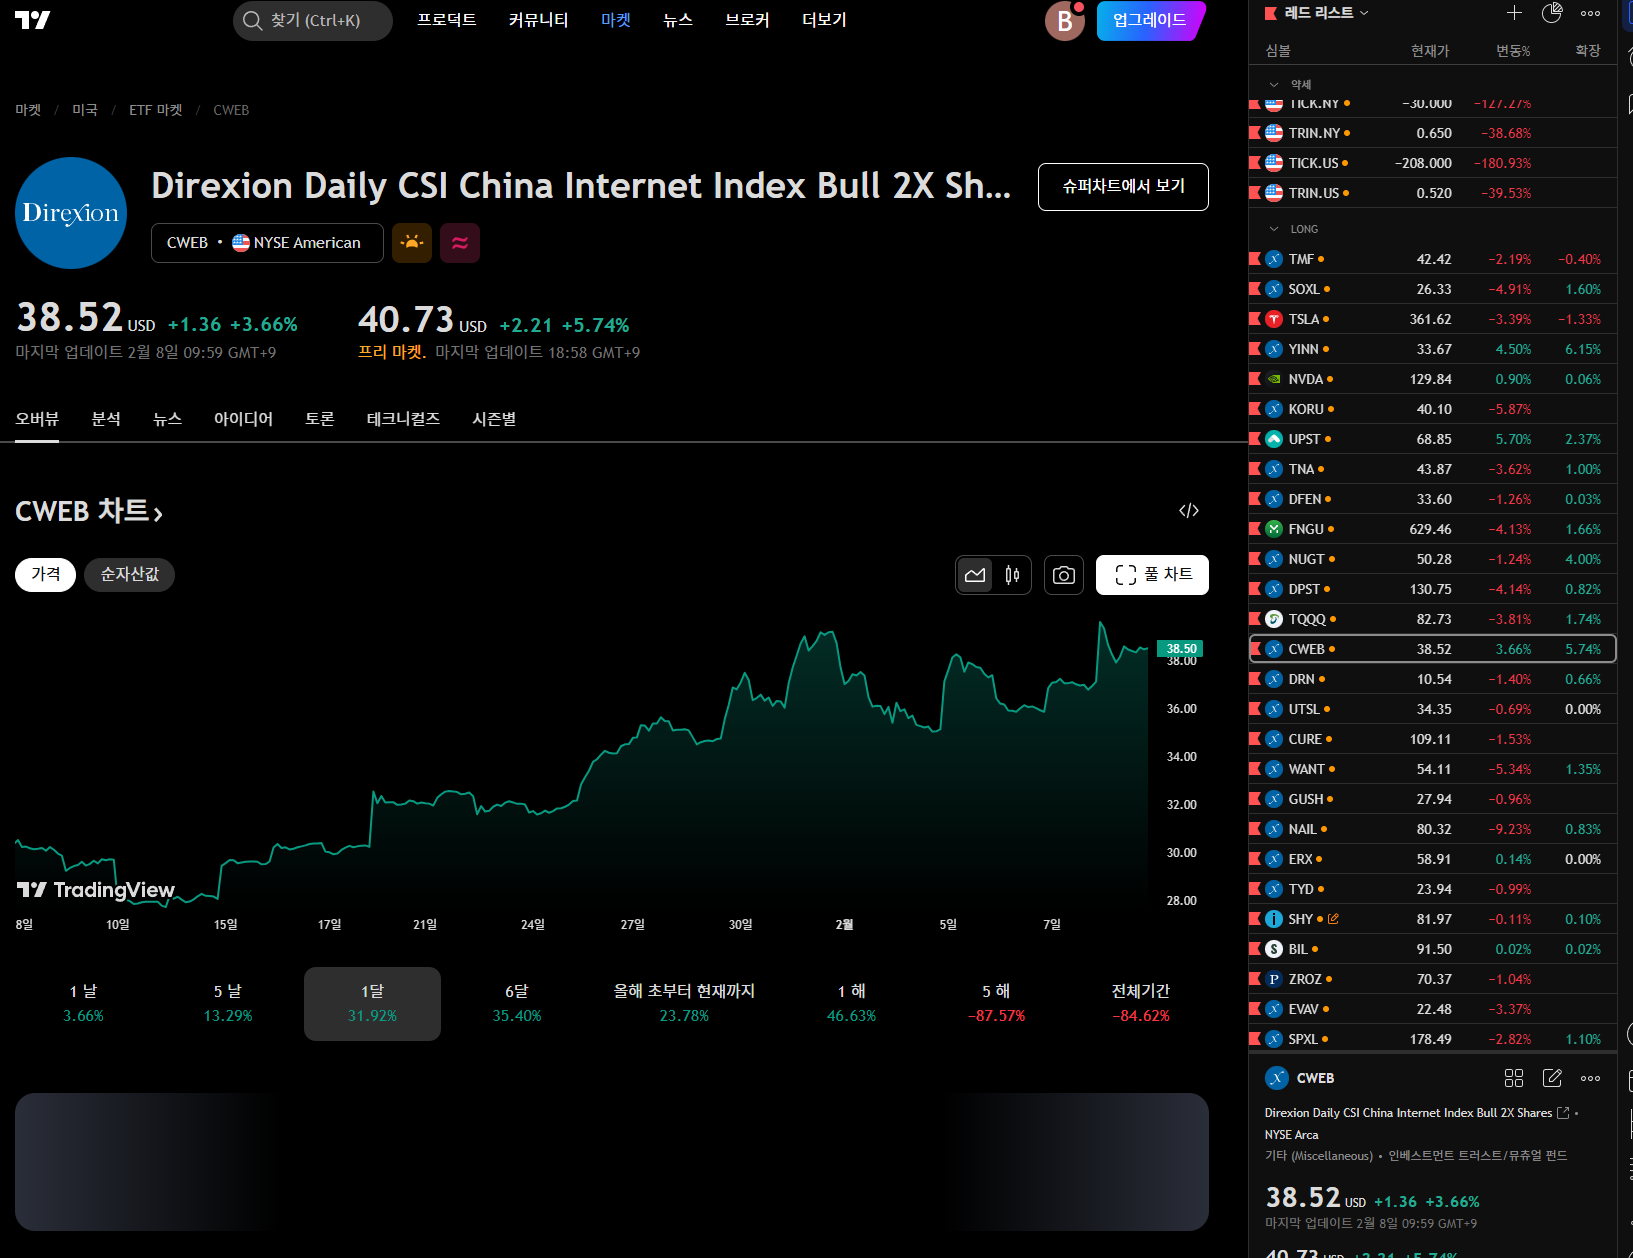 찾기 (Ctrl+K)
프로덕트 커뮤니티 마켓 뉴스 브로커 더보기
B
업그레이드
마켓 / 미국 / ETF 마켓 / CWEB
Direxion
Direxion Daily CSI China Internet Index Bull 2X Sh...
슈퍼차트에서 보기
CWEB • NYSE American
38.52 USD +1.36 +3.66%
마지막 업데이트 2월 8일 09:59 GMT+9
40.73 USD +2.21 +5.74%
프리 마켓. 마지막 업데이트 18:58 GMT+9
오버뷰 분석 뉴스 아이디어 토론 테크니컬즈 시즌별
CWEB 차트
가격 순자산값
풀 차트
38.50
38.00
36.00
34.00
32.00
30.00
28.00
TradingView
8일 10일 15일 17일 21일 24일 27일 30일 2월 5일 7일
1 날 5 날 1달 6달 올해 초부터 현재까지 1 해 5 해 전체기간
3.66% 13.29% 31.92% 35.40% 23.78% 46.63% −87.57% −84.62%
레드 리스트
심볼 현재가 변동% 확장
약세
TICK.NY −30.000 −127.27%
TRIN.NY 0.650 −38.68%
TICK.US −208.000 −180.93%
TRIN.US 0.520 −39.53%
LONG
TMF 42.42 −2.19% −0.40%
SOXL 26.33 −4.91% 1.60%
TSLA 361.62 −3.39% −1.33%
YINN 33.67 4.50% 6.15%
NVDA 129.84 0.90% 0.06%
KORU 40.10 −5.87%
UPST 68.85 5.70% 2.37%
TNA 43.87 −3.62% 1.00%
DFEN 33.60 −1.26% 0.03%
FNGU 629.46 −4.13% 1.66%
NUGT 50.28 −1.24% 4.00%
DPST 130.75 −4.14% 0.82%
TQQQ 82.73 −3.81% 1.74%
CWEB 38.52 3.66% 5.74%
DRN 10.54 −1.40% 0.66%
UTSL 34.35 −0.69% 0.00%
CURE 109.11 −1.53%
WANT 54.11 −5.34% 1.35%
GUSH 27.94 −0.96%
NAIL 80.32 −9.23% 0.83%
ERX 58.91 0.14% 0.00%
TYD 23.94 −0.99%
SHY 81.97 −0.11% 0.10%
BIL 91.50 0.02% 0.02%
ZROZ 70.37 −1.04%
EVAV 22.48 −3.37%
SPXL 178.49 −2.82% 1.10%
CWEB
Direxion Daily CSI China Internet Index Bull 2X Shares •
NYSE Arca
기타 (Miscellaneous) • 인베스트먼트 트러스트/뮤츄얼 펀드
38.52 USD +1.36 +3.66%
마지막 업데이트 2월 8일 09:59 GMT+9
40.73 USD +2.21 +5.74%